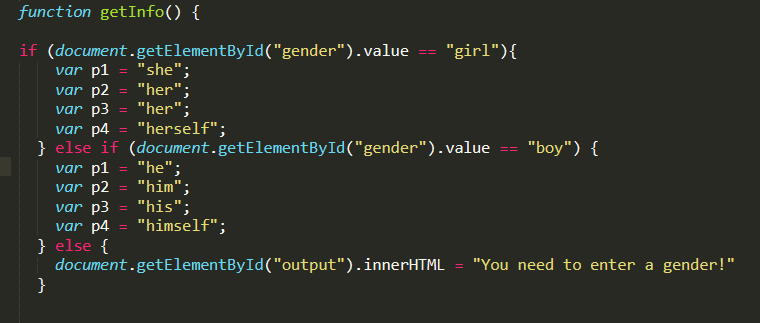 function getInfo() {
if (document.getElementById("gender").value == "girl"){
var p1 = "she";
var p2 = "her";
var p3 = "her";
var p4 = "herself";
} else if (document.getElementById("gender").value == "boy") {
var p1 = "he";
var p2 = "him";
var p3 = "his";
var p4 = "himself";
} else {
document.getElementById("output").innerHTML = "You need to enter a gender!"
}